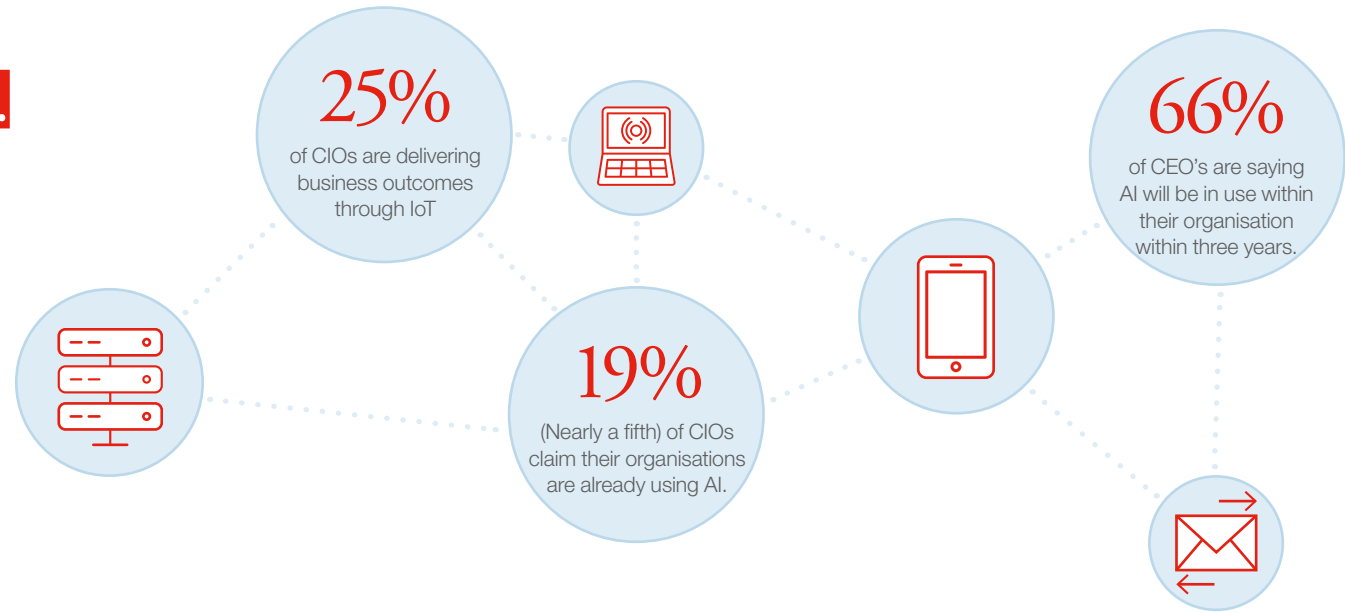 25%
of CIOs are delivering
business outcomes
through IoT
66%
of CEO’s are saying
AI will be in use within
their organisation
within three years.
19%
(Nearly a fifth) of CIOs
claim their organisations
are already using AI.